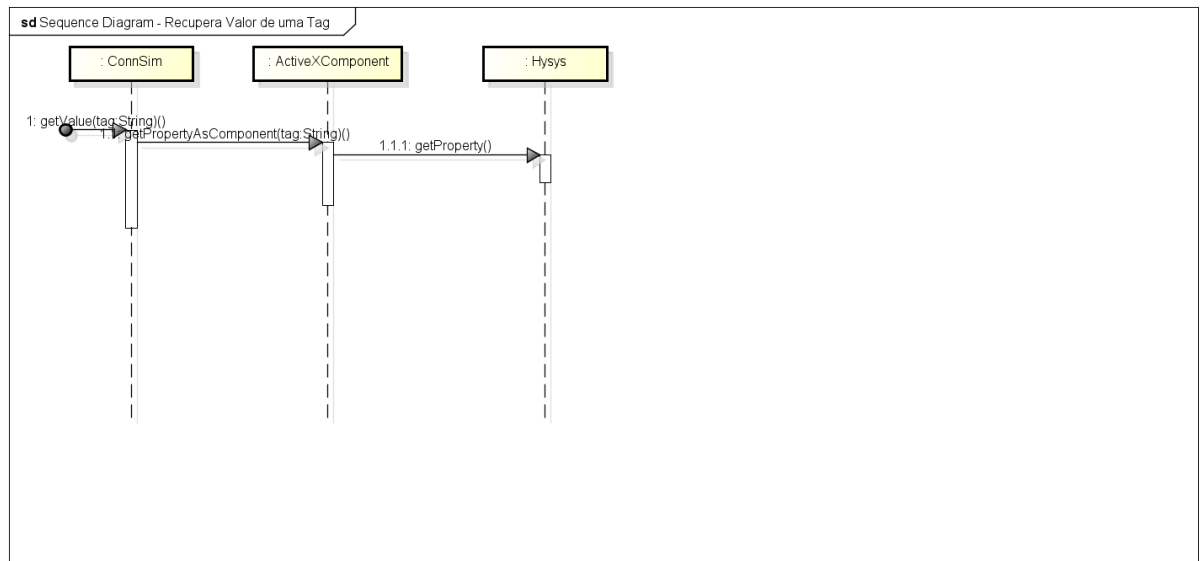 sd Sequence Diagram - Recupera Valor de uma Tag
: ConnSim
: ActiveXComponent
: Hysys
1: getValue(tag:String)()
1.1: getPropertyAsComponent(tag:String)()
1.1.1: getProperty()